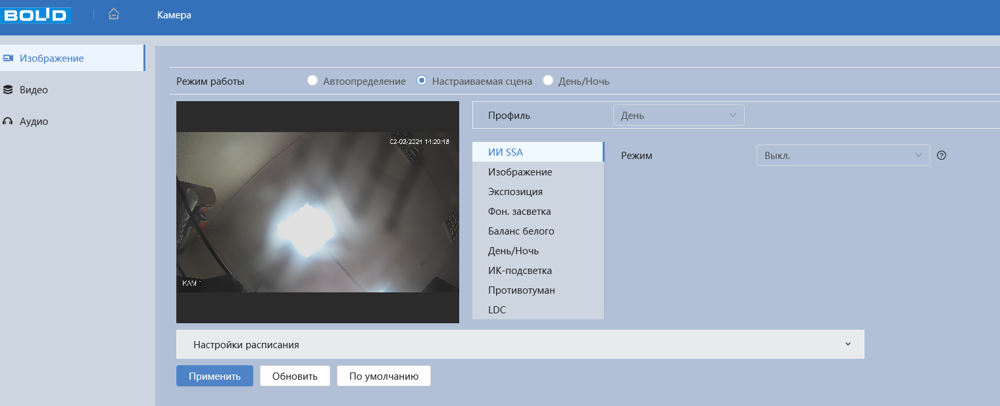 BOLID
Камера
Изображение
Видео
Аудио
Режим работы
Автоопределение
Настраиваемая сцена
День/Ночь
02-02-2024 14:20:48
КАМ 1
Профиль
День
ИИ SSA
Изображение
Экспозиция
Фон. засветка
Баланс белого
День/Ночь
ИК-подсветка
Противотуман
LDC
Режим
Выкл.
Настройки расписания
Применить
Обновить
По умолчанию